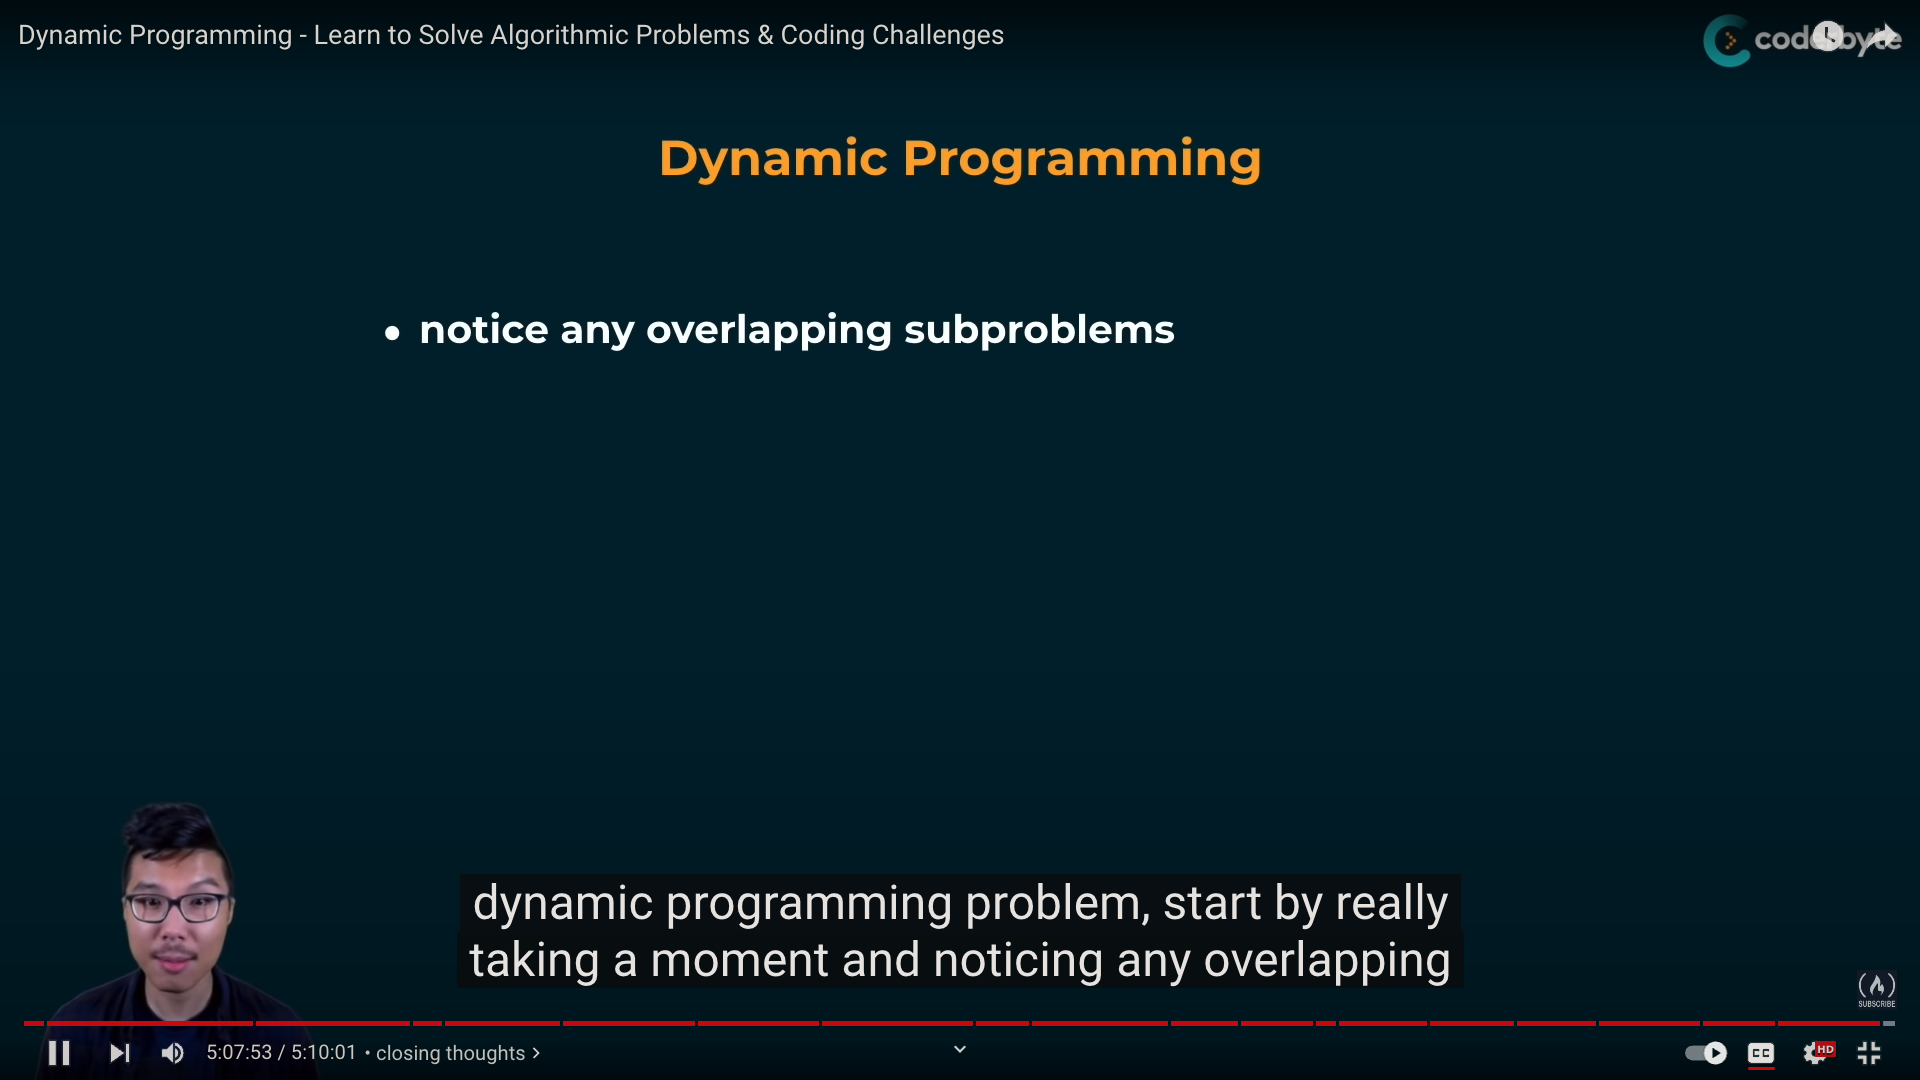 Dynamic Programming - Learn to Solve Algorithmic Problems & Coding Challenges
coderbyte
Dynamic Programming
• notice any overlapping subproblems
dynamic programming problem, start by really
taking a moment and noticing any overlapping
SUBSCRIBE
5:07:53 / 5:10:01 • closing thoughts >
CC
HD